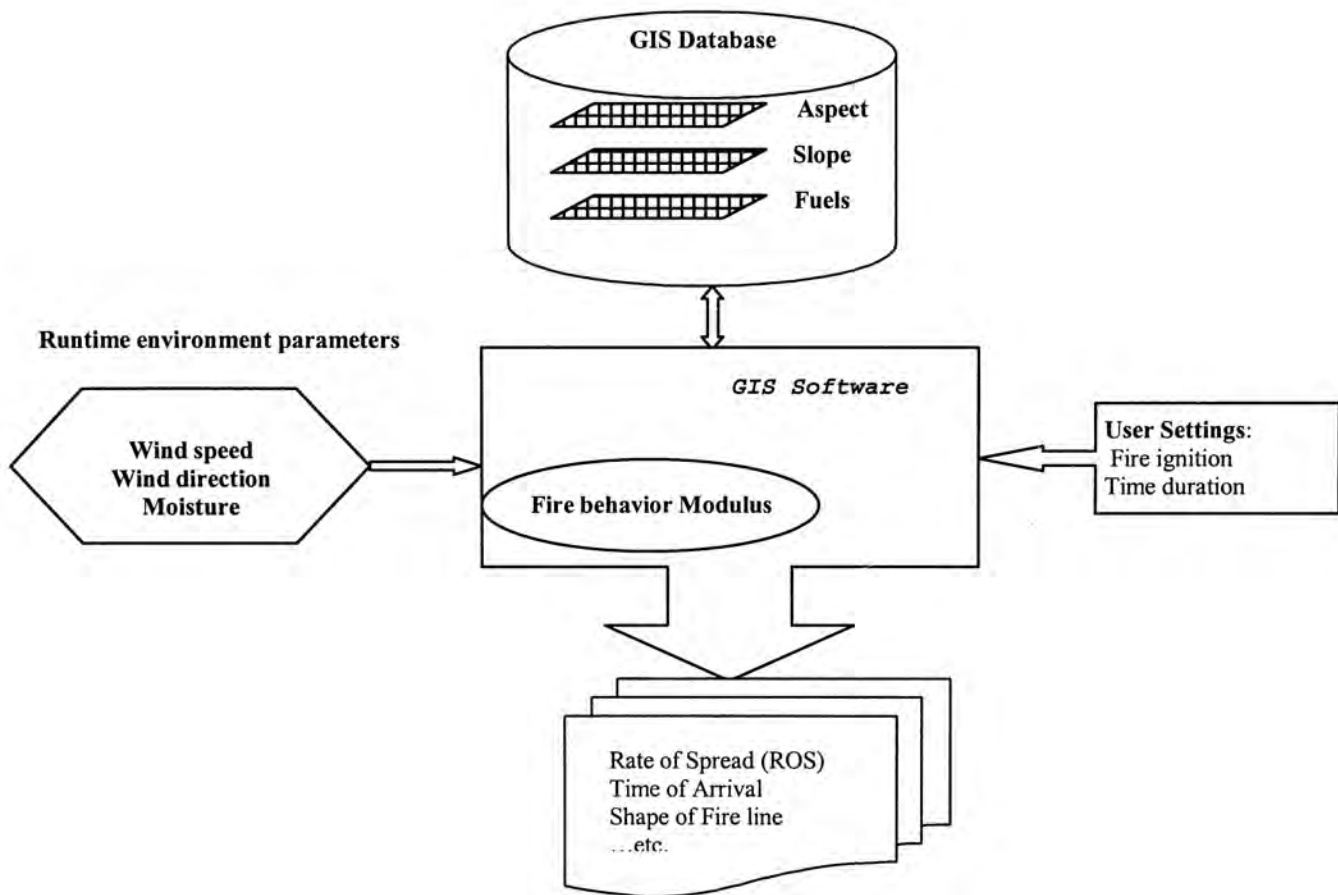 GIS Database
Aspect
Slope
Fuels
Runtime environment parameters
Wind speed
Wind direction
Moisture
GIS Software
Fire behavior Modulus
User Settings:
Fire ignition
Time duration
Rate of Spread (ROS)
Time of Arrival
Shape of Fire line
…etc.